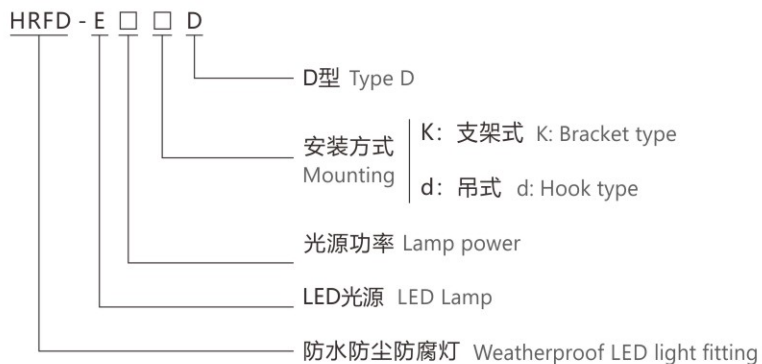 HRFD - E □ □ D
D型 Type D
安装方式 Mounting
K：支架式 K: Bracket type
d：吊式 d: Hook type
光源功率 Lamp power
LED光源 LED Lamp
防水防尘防腐灯 Weatherproof LED light fitting